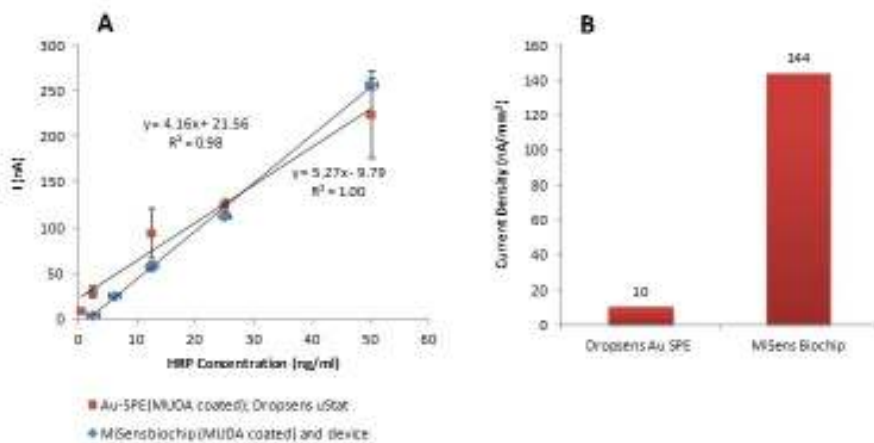 A
300
250
200
150
100
50
0
I (nA)
y= 4.16x+ 21.56
R² = 0.98
y= 5.27x- 9.79
R² = 1.00
0 10 20 30 40 50 60
HRP Concentration (ng/ml)
Au-SPE(MUDA coated); Dropsens uStat
MiSensbiochip(MUDA coated) and device
B
160
140
120
100
80
60
40
20
0
Current Density (nA/mm²)
10
144
Dropsens Au SPE
MiSens Biochip